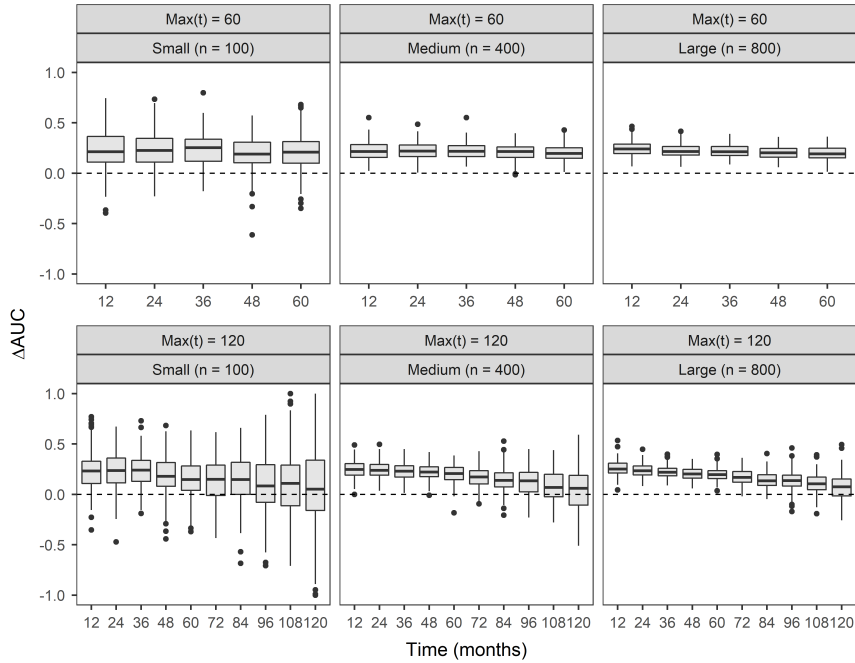 Max(t) = 60
Max(t) = 60
Max(t) = 60
Small (n = 100)
Medium (n = 400)
Large (n = 800)
1.0
0.5
0.0
-0.5
-1.0
12 24 36 48 60
12 24 36 48 60
12 24 36 48 60
ΔAUC
Max(t) = 120
Max(t) = 120
Max(t) = 120
Small (n = 100)
Medium (n = 400)
Large (n = 800)
1.0
0.5
0.0
-0.5
-1.0
12 24 36 48 60 72 84 96 108 120
12 24 36 48 60 72 84 96 108 120
12 24 36 48 60 72 84 96 108 120
Time (months)